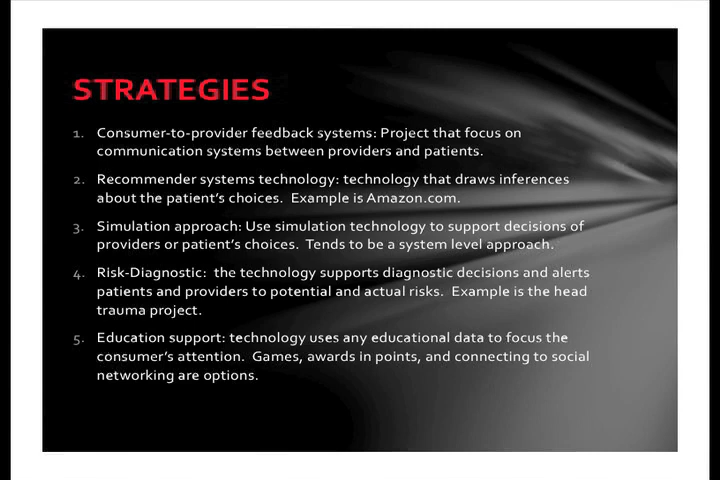 STRATEGIES
1. Consumer-to-provider feedback systems: Project that focus on
communication systems between providers and patients.
2. Recommender systems technology: technology that draws inferences
about the patient's choices.  Example is Amazon.com.
3. Simulation approach: Use simulation technology to support decisions of
providers or patient's choices.  Tends to be a system level approach.
4. Risk-Diagnostic:  the technology supports diagnostic decisions and alerts
patients and providers to potential and actual risks.  Example is the head
trauma project.
5. Education support: technology uses any educational data to focus the
consumer's attention.  Games, awards in points, and connecting to social
networking are options.